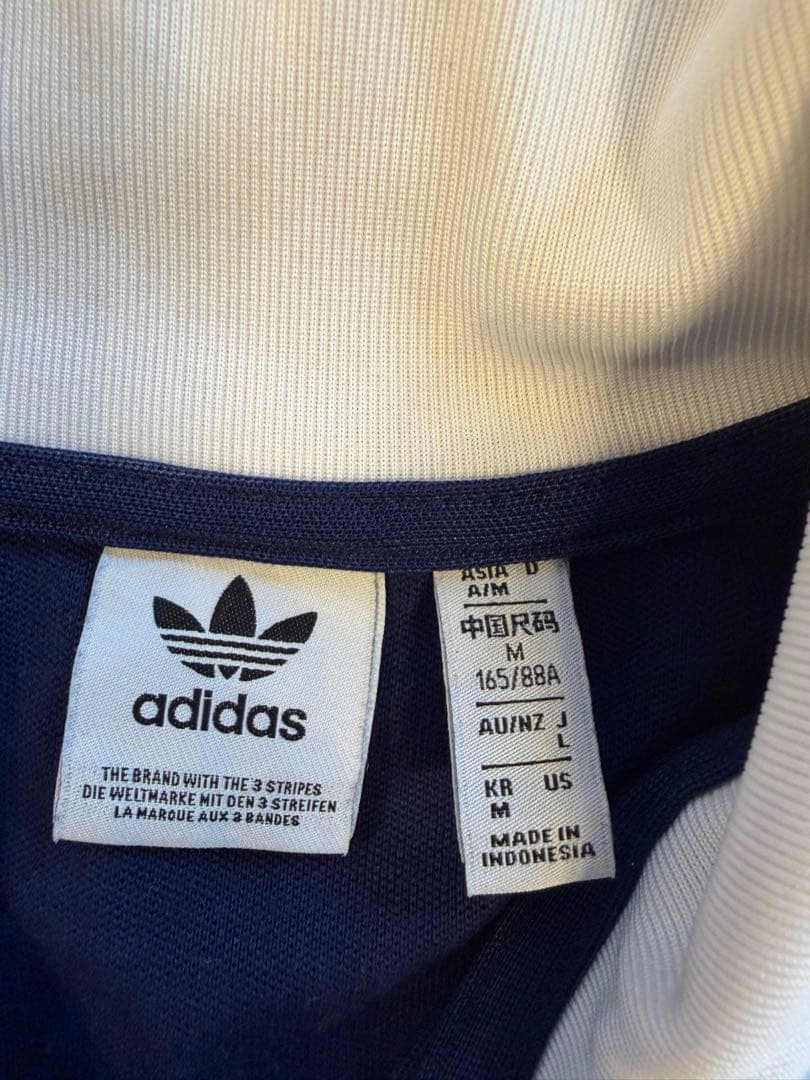 adidas
THE BRAND WITH THE 3 STRIPES
DIE WELTMARKE MIT DEN 3 STREIFEN
LA MARQUE AUX 3 BANDES
ASIA D
A/M
中国尺码
M
165/88A
AU/NZ J
L
KR US
M
MADE IN
INDONESIA